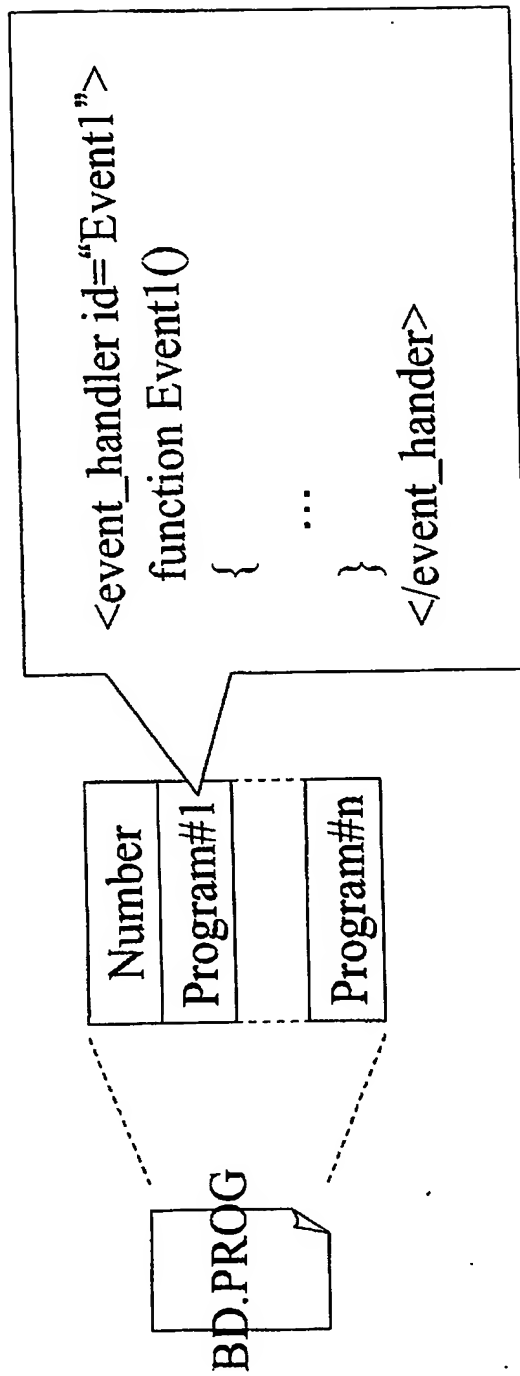 BD.PROG
Number
Program#1
Program#n
<event_handler id=“Event1”>
function Event1()
{
...
}
</event_hander>